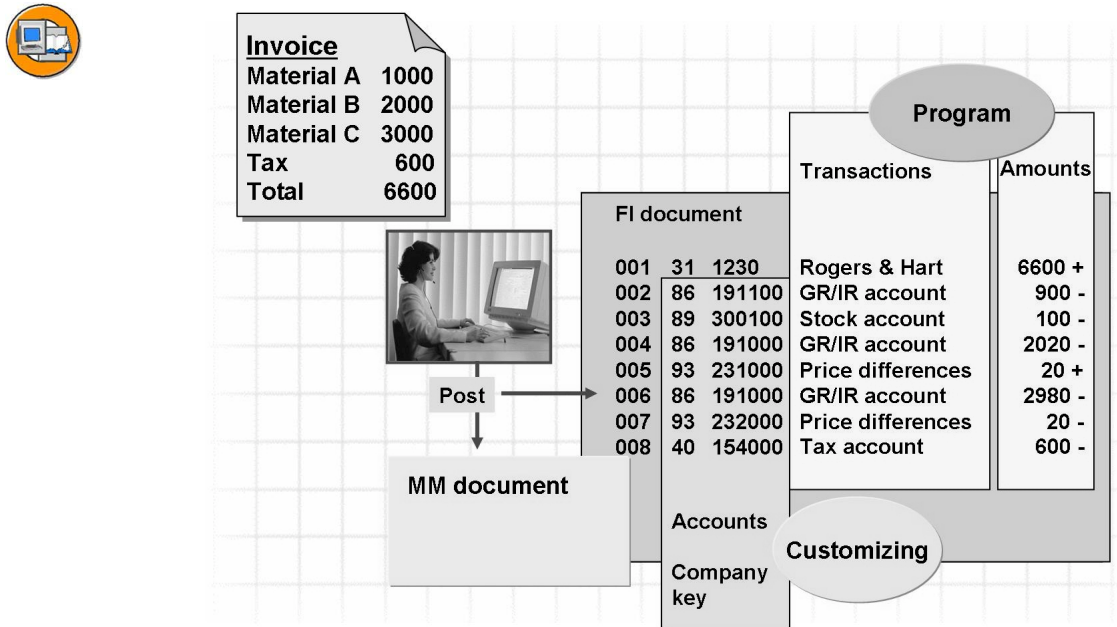 Invoice
Material A 1000
Material B 2000
Material C 3000
Tax 600
Total 6600
Program
Transactions Amounts
FI document
001 31 1230 Rogers & Hart 6600 +
002 86 191100 GR/IR account 900 -
003 89 300100 Stock account 100 -
004 86 191000 GR/IR account 2020 -
005 93 231000 Price differences 20 +
006 86 191000 GR/IR account 2980 -
007 93 232000 Price differences 20 -
008 40 154000 Tax account 600 -
Post
MM document
Accounts
Customizing
Company
key